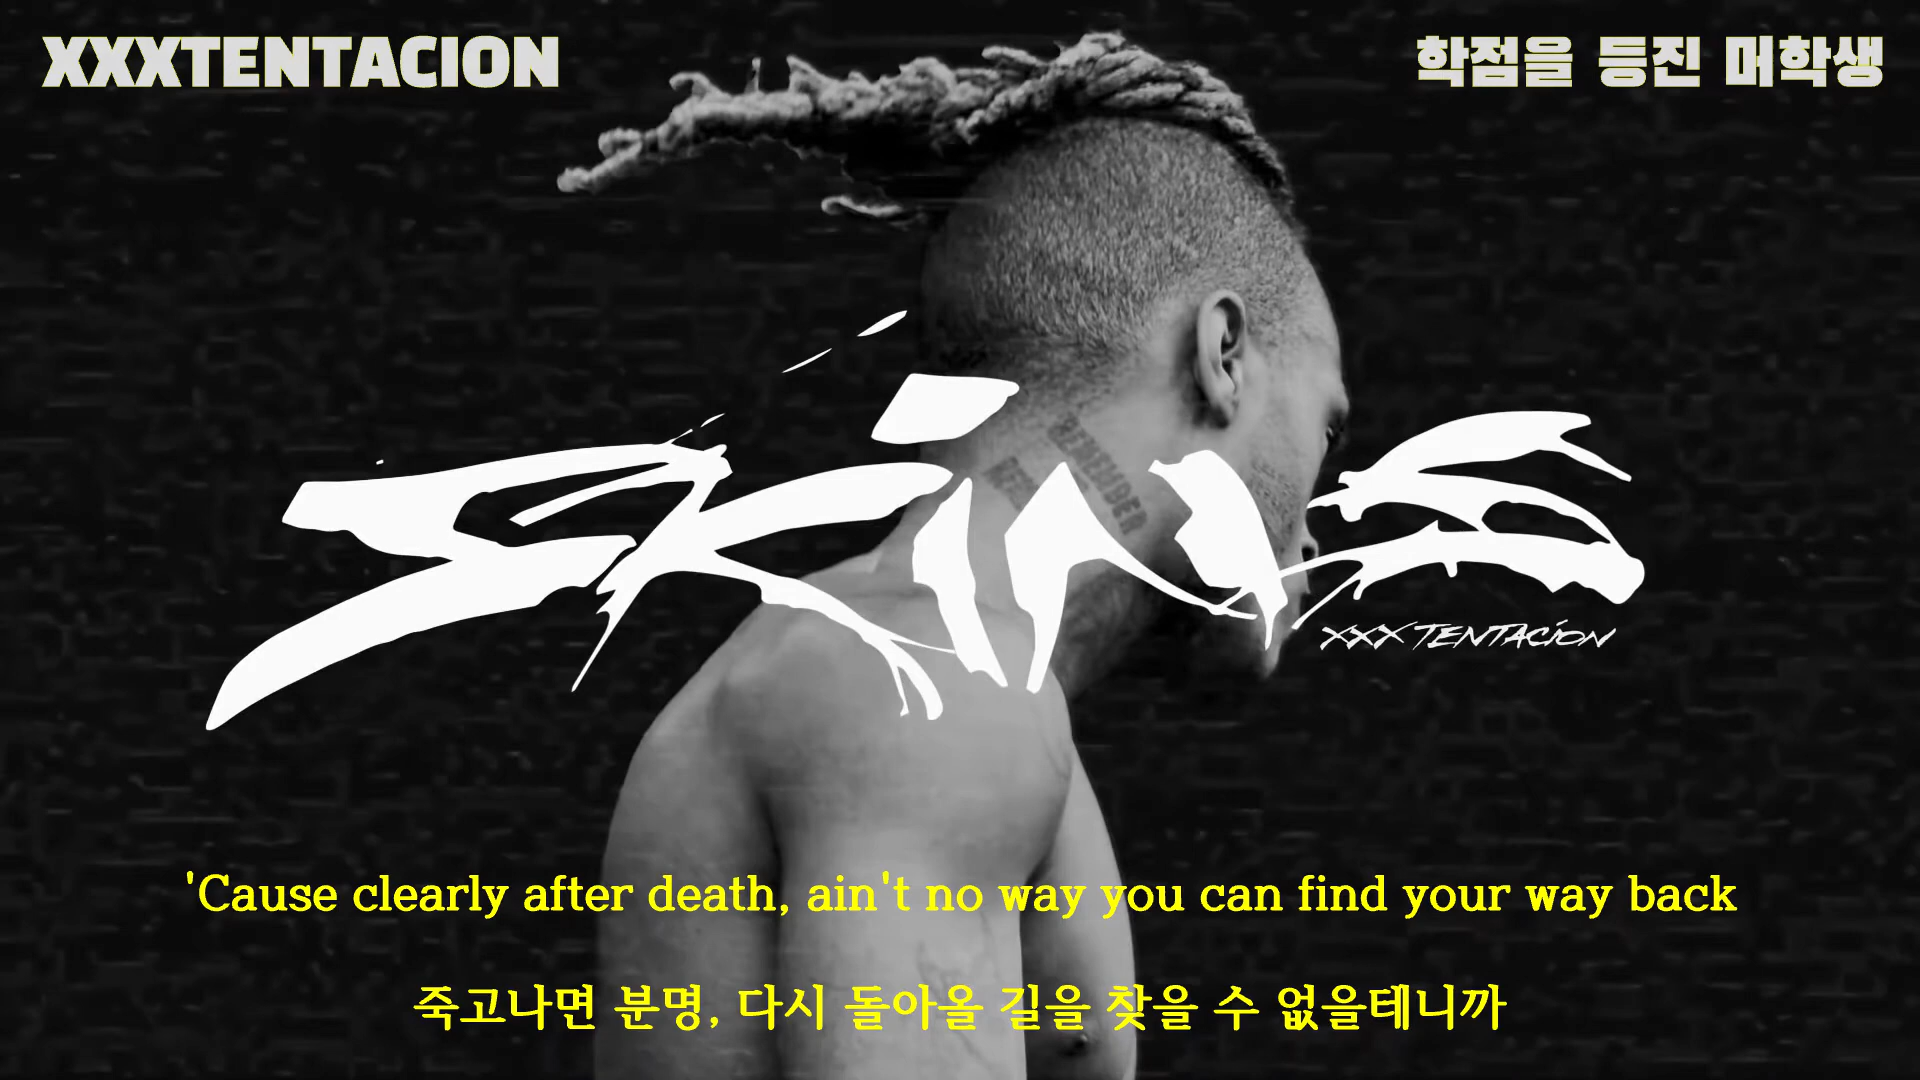 XXXTENTACION
학점을 등진 머학생
SKINS
XXXTENTACION
REMEMBER
'Cause clearly after death, ain't no way you can find your way back
죽고나면 분명, 다시 돌아올 길을 찾을 수 없을테니까